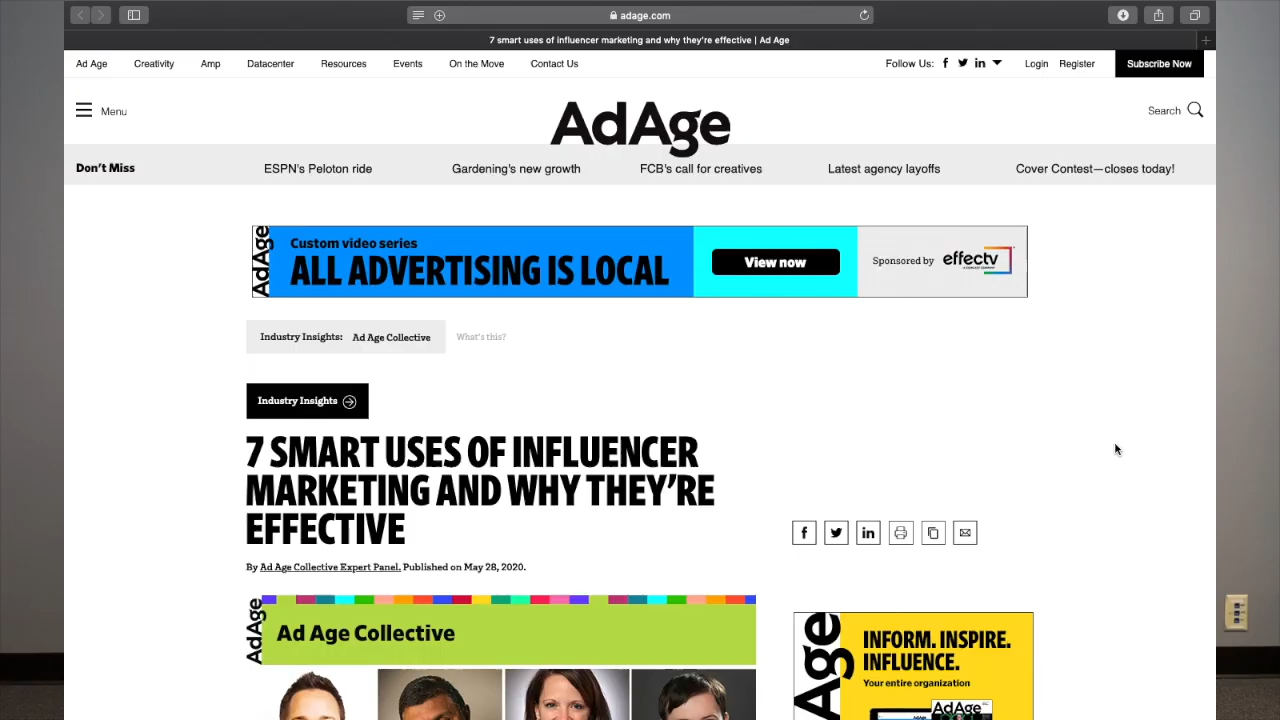 adage.com
7 smart uses of influencer marketing and why they're effective | Ad Age
Ad Age Creativity Amp Datacenter Resources Events On the Move Contact Us Follow Us: Login Register Subscribe Now
Menu
AdAge
Search
Don't Miss ESPN's Peloton ride Gardening's new growth FCB's call for creatives Latest agency layoffs Cover Contest—closes today!
AdAge
Custom video series
ALL ADVERTISING IS LOCAL
View now
Sponsored by effectv
A COMCAST COMPANY
Industry Insights: Ad Age Collective What's this?
Industry Insights
7 SMART USES OF INFLUENCER
MARKETING AND WHY THEY'RE
EFFECTIVE
By Ad Age Collective Expert Panel. Published on May 28, 2020.
AdAge
Ad Age Collective
Age
INFORM. INSPIRE.
INFLUENCE.
Your entire organization
AdAge